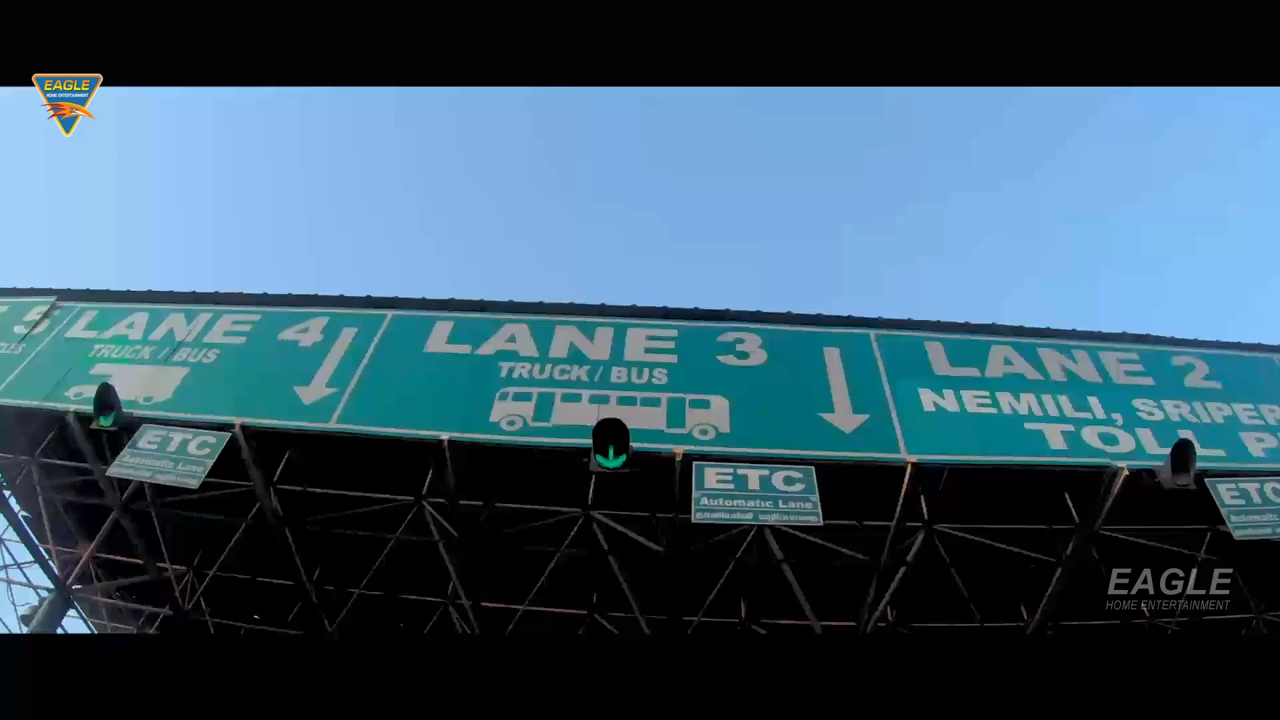 EAGLE
HOME ENTERTAINMENT
5
LANE 4
TRUCK / BUS
LANE 3
TRUCK / BUS
LANE 2
NEMILI,
TOLL
ETC
Automatic Lane
ETC
Automatic Lane
ETC
EAGLE
HOME ENTERTAINMENT